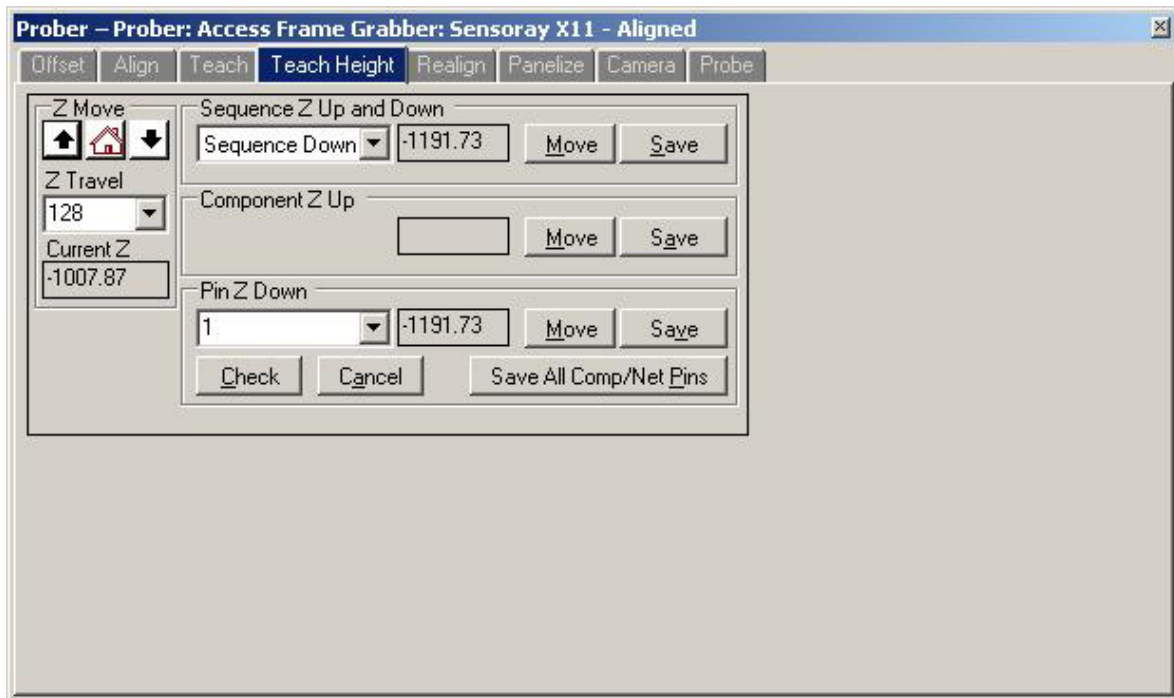 Prober – Prober: Access Frame Grabber: Sensoray X11 - Aligned
Offset Align Teach Teach Height Realign Panelize Camera Probe
Z Move
Z Travel
128
Current Z
-1007.87
Sequence Z Up and Down
Sequence Down -1191.73 Move Save
Component Z Up
Move Save
Pin Z Down
1 -1191.73 Move Save
Check Cancel Save All Comp/Net Pins